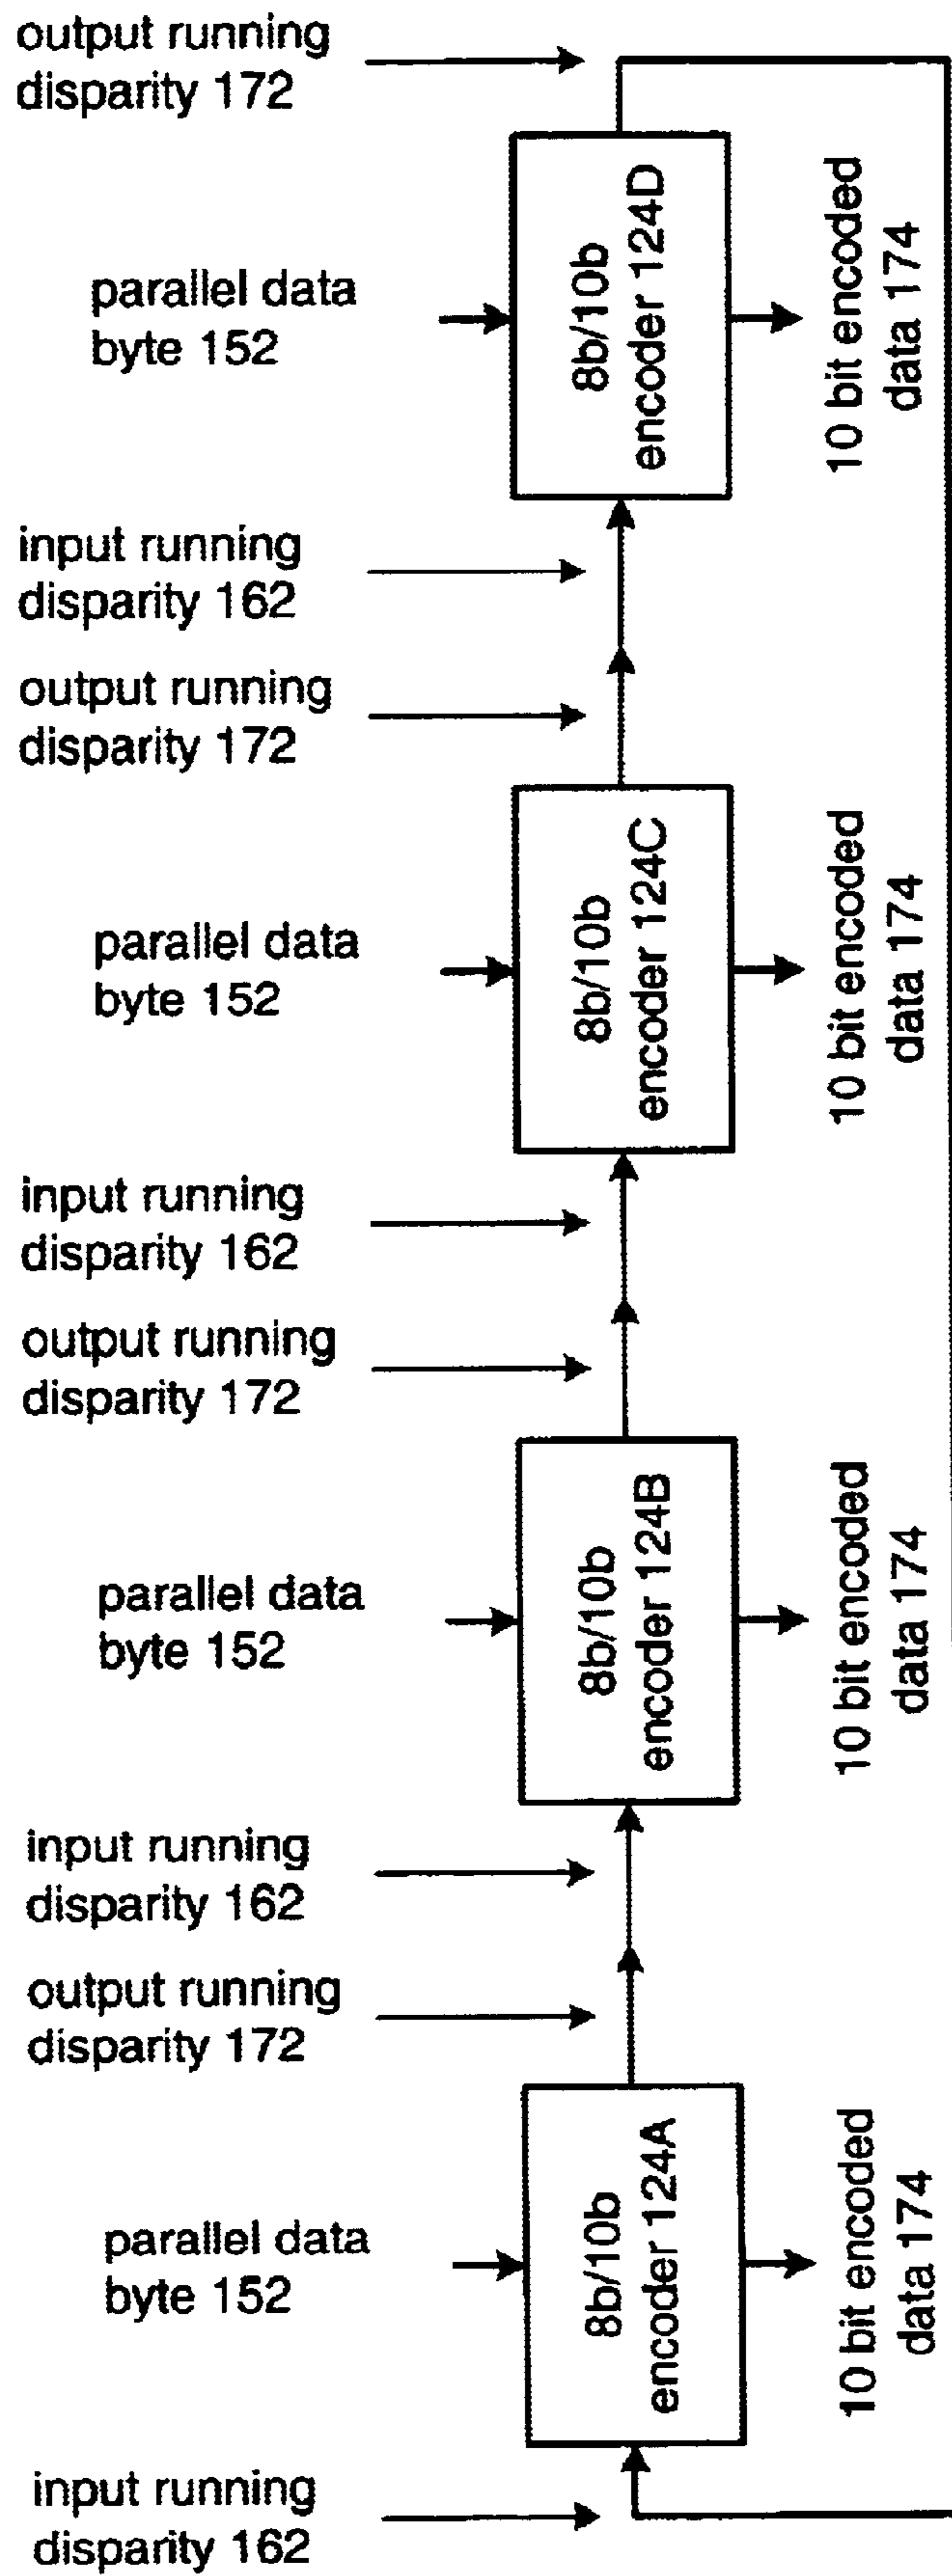 output running
disparity 172
parallel data
byte 152
8b/10b
encoder 124D
10 bit encoded
data 174
input running
disparity 162
output running
disparity 172
parallel data
byte 152
8b/10b
encoder 124C
10 bit encoded
data 174
input running
disparity 162
output running
disparity 172
parallel data
byte 152
8b/10b
encoder 124B
10 bit encoded
data 174
input running
disparity 162
output running
disparity 172
parallel data
byte 152
8b/10b
encoder 124A
10 bit encoded
data 174
input running
disparity 162